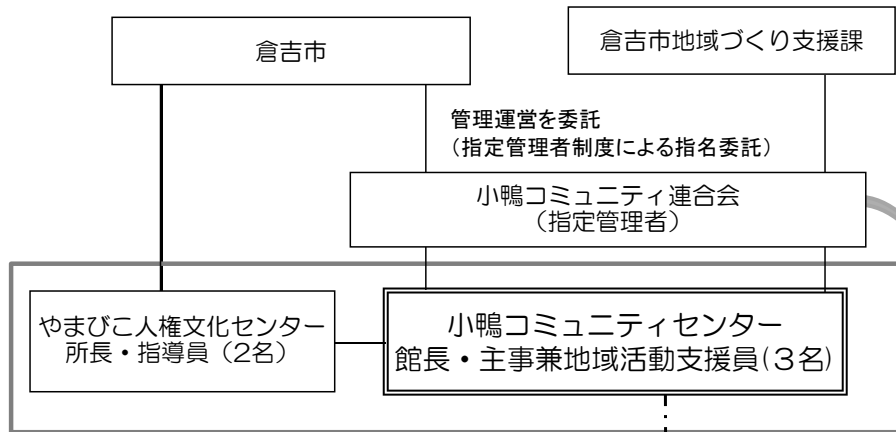 倉吉市
倉吉市地域づくり支援課
管理運営を委託
（指定管理者制度による指名委託）
小鴨コミュニティ連合会
（指定管理者）
やまびこ人権文化センター
所長・指導員（2名）
小鴨コミュニティセンター
館長・主事兼地域活動支援員(３名)